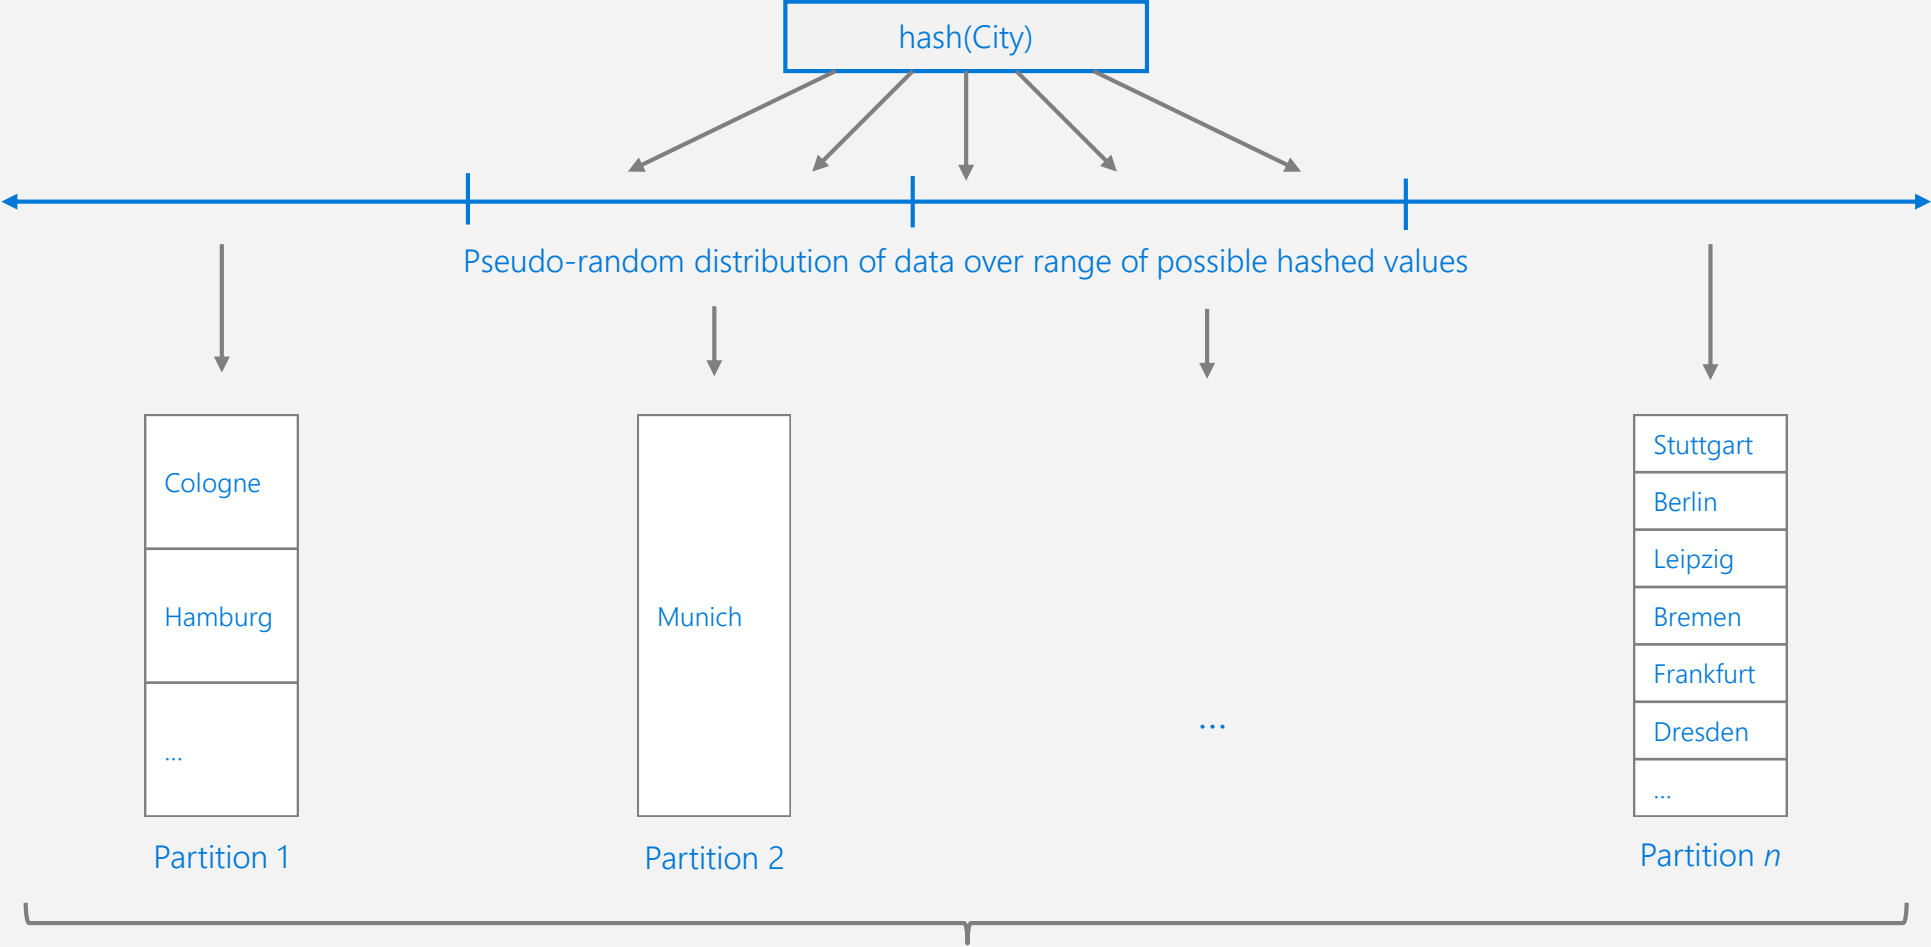 hash(City)
Pseudo-random distribution of data over range of possible hashed values
Cologne
Hamburg
...
Partition 1
Munich
Partition 2
...
Stuttgart
Berlin
Leipzig
Bremen
Frankfurt
Dresden
...
Partition n